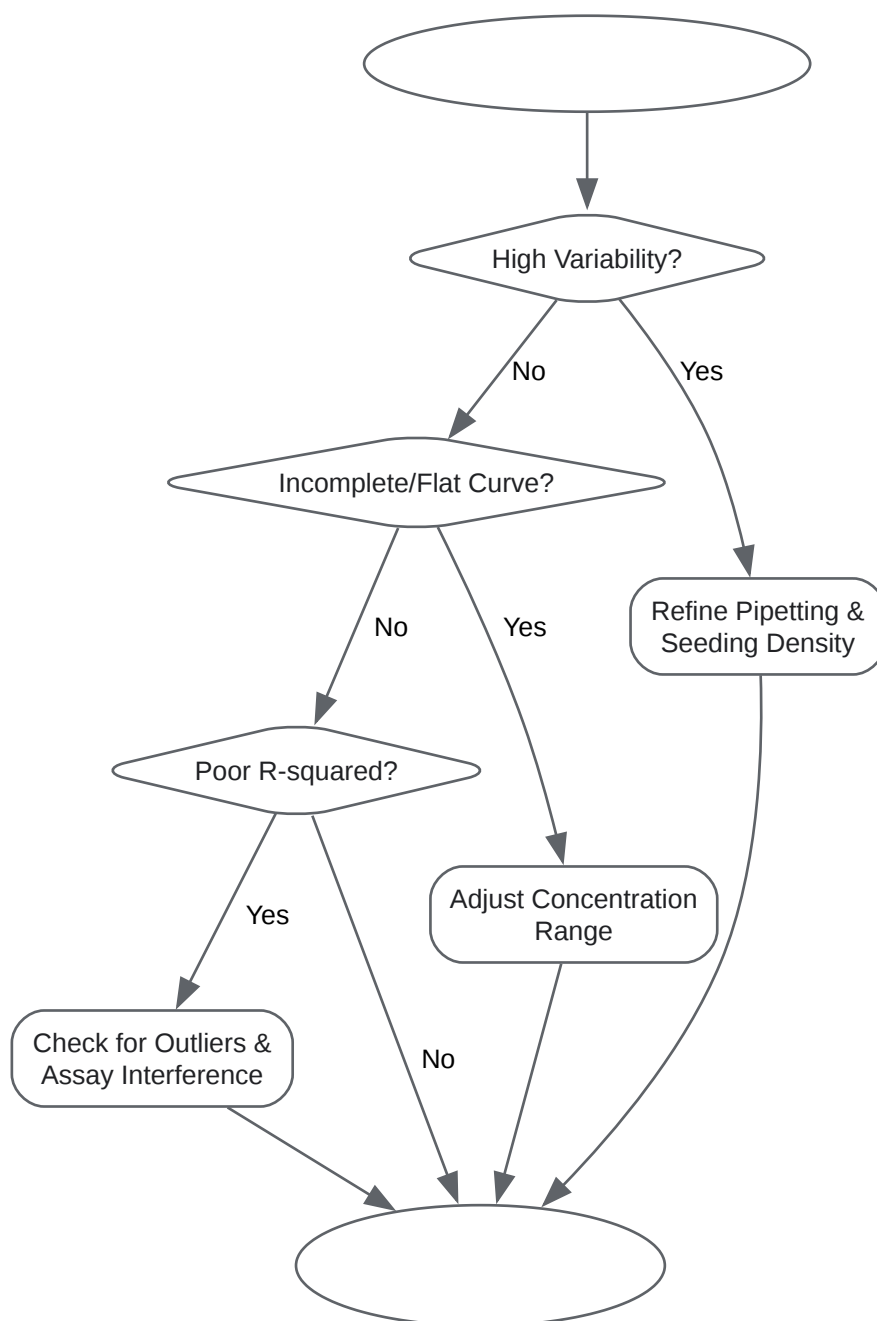 High Variability?
No
Yes
Incomplete/Flat Curve?
Refine Pipetting &
Seeding Density
No
Yes
Poor R-squared?
Adjust Concentration
Range
Yes
Check for Outliers &
Assay Interference
No